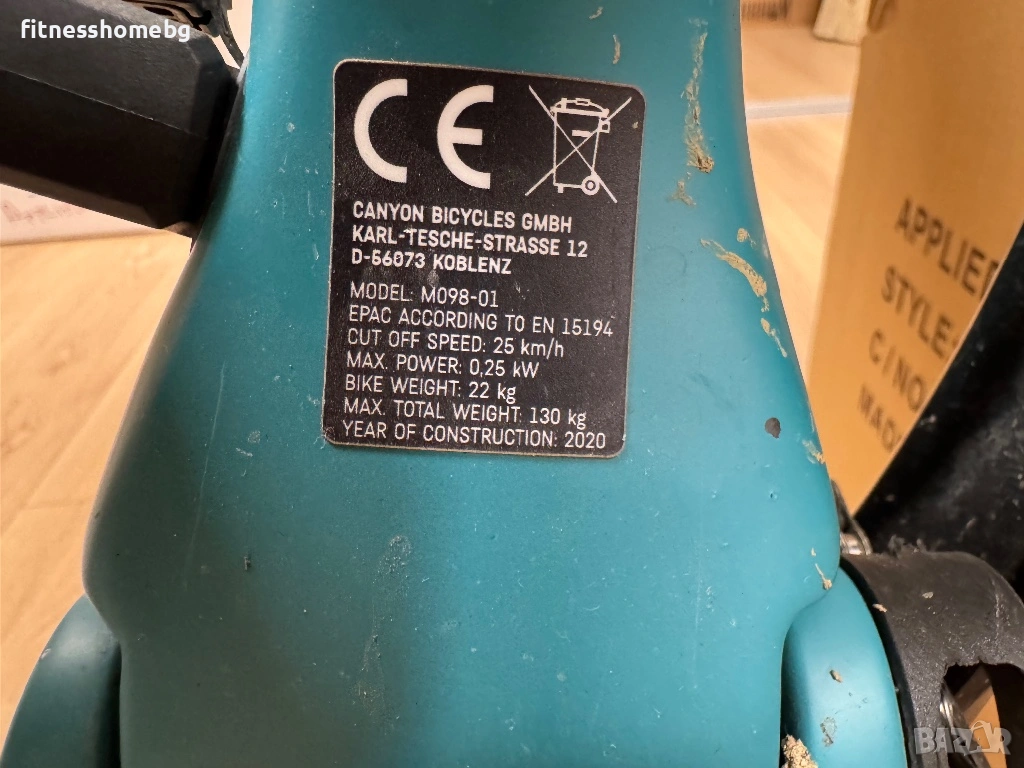 fitnesshomebg
CE
CANYON BICYCLES GMBH
KARL-TESCHE-STRASSE 12
D-56073 KOBLENZ
MODEL: M098-01
EPAC ACCORDING TO EN 15194
CUT OFF SPEED: 25 km/h
MAX. POWER: 0,25 kW
BIKE WEIGHT: 22 kg
MAX. TOTAL WEIGHT: 130 kg
YEAR OF CONSTRUCTION: 2020
APPLIED
STYLE:
C/NO
BAZAR